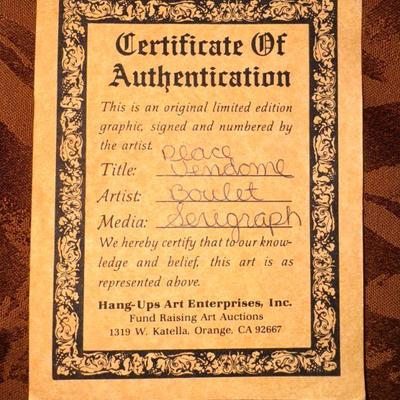 Certificate Of
Authentication
This is an original limited edition
graphic, signed and numbered by
the artist.
Title: Place Vendome
Artist: Boulet
Media: Serigraph
We hereby certify that to our know-
ledge and belief, this art is as
represented above.
Hang-Ups Art Enterprises, Inc.
Fund Raising Art Auctions
1319 W. Katella, Orange, CA 92667